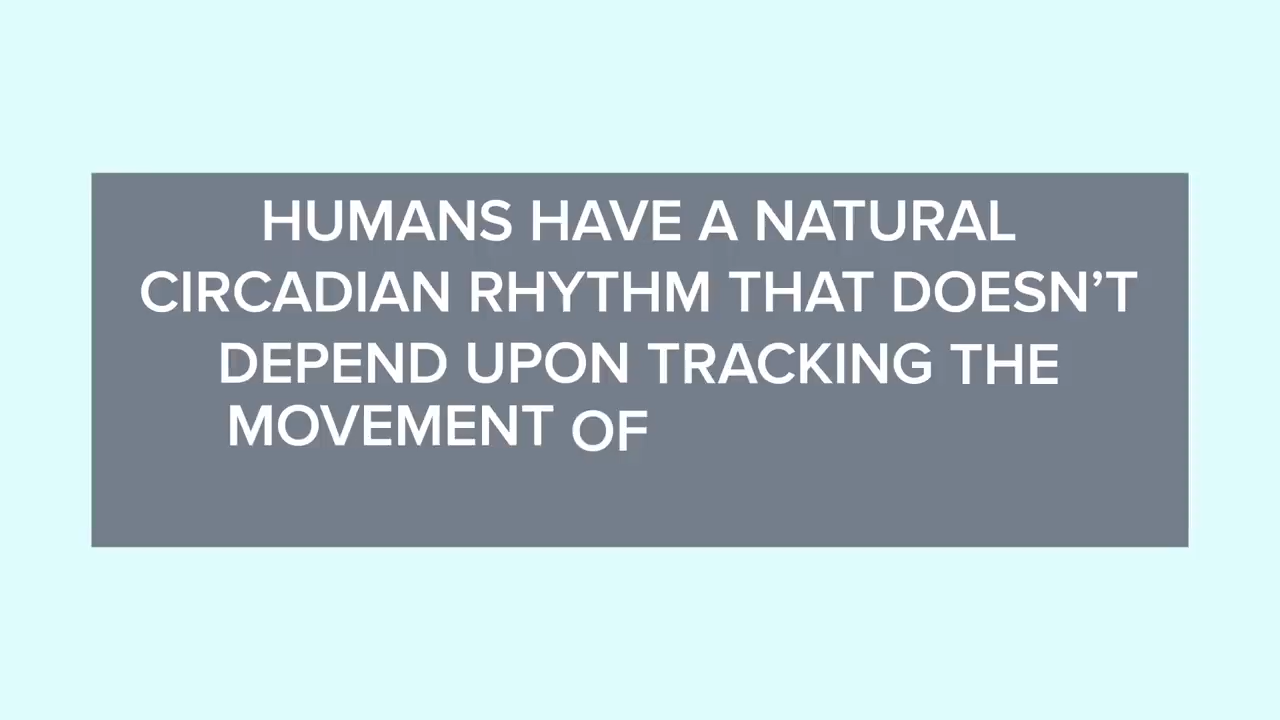 HUMANS HAVE A NATURAL
CIRCADIAN RHYTHM THAT DOESN’T
DEPEND UPON TRACKING THE
MOVEMENT OF